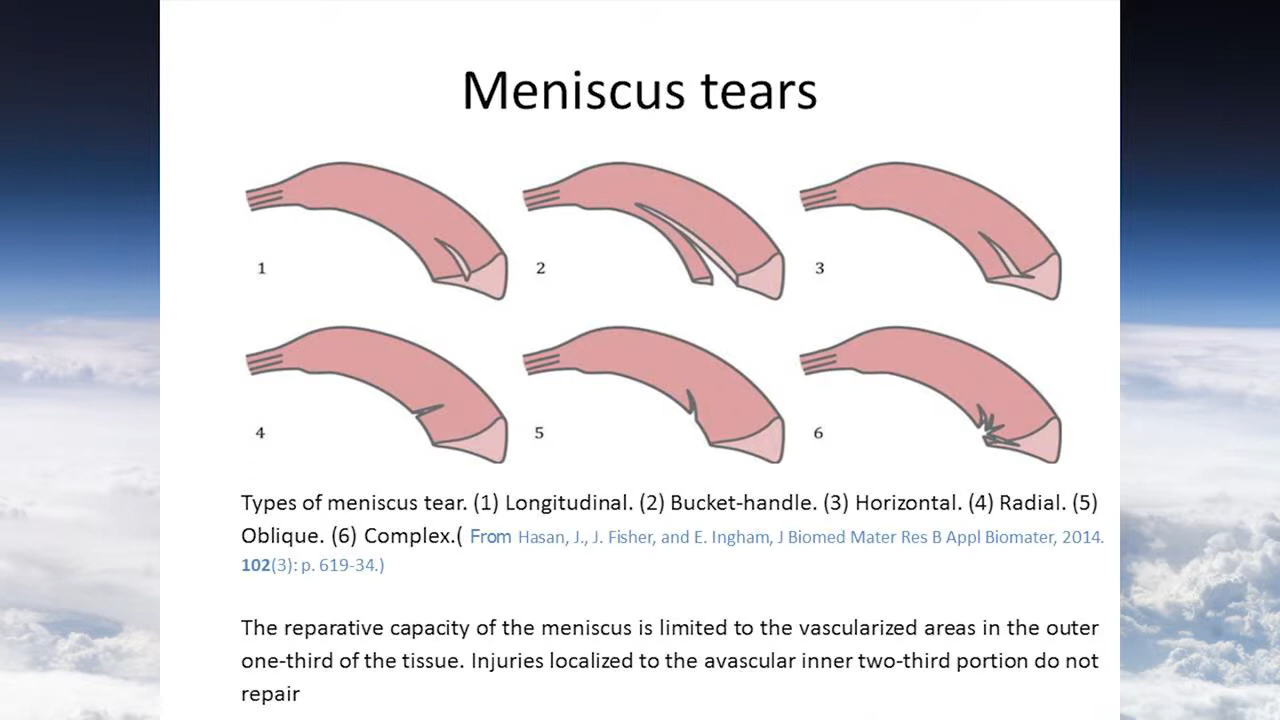 Meniscus tears
1
2
3
4
5
6
Types of meniscus tear. (1) Longitudinal. (2) Bucket-handle. (3) Horizontal. (4) Radial. (5)
Oblique. (6) Complex.( From Hasan, J., J. Fisher, and E. Ingham, J Biomed Mater Res B Appl Biomater, 2014.
102(3): p. 619-34.)
The reparative capacity of the meniscus is limited to the vascularized areas in the outer
one-third of the tissue. Injuries localized to the avascular inner two-third portion do not
repair